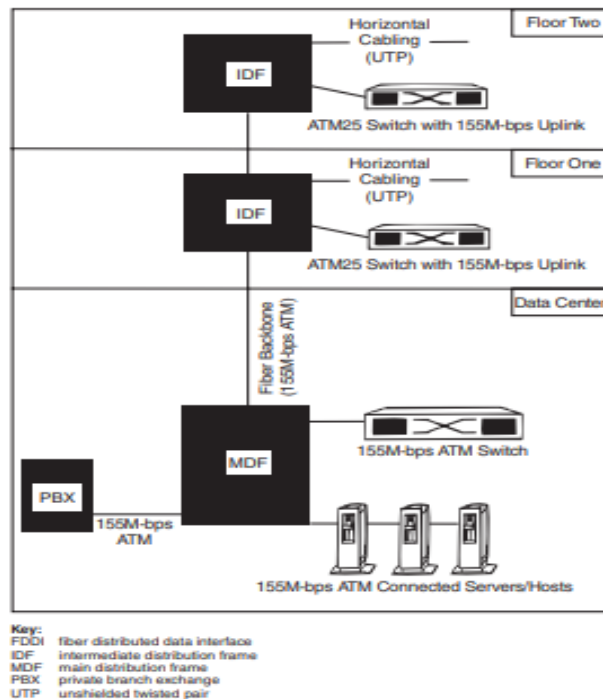 Floor Two
Horizontal
Cabling
(UTP)
IDF
ATM25 Switch with 155M-bps Uplink
Floor One
Horizontal
Cabling
(UTP)
IDF
ATM25 Switch with 155M-bps Uplink
Data Center
Fiber Backbone
(155M-bps ATM)
MDF
155M-bps ATM Switch
PBX
155M-bps
ATM
155M-bps ATM Connected Servers/Hosts
Key:
FDDI fiber distributed data interface
IDF intermediate distribution frame
MDF main distribution frame
PBX private branch exchange
UTP unshielded twisted pair